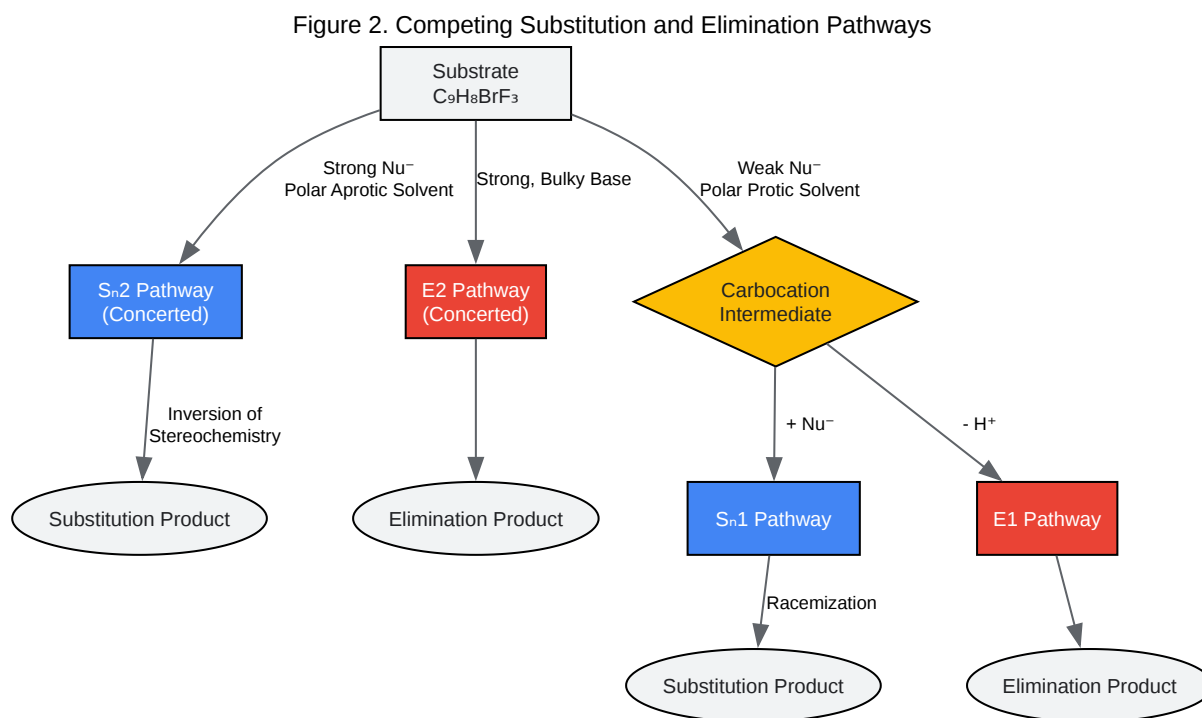 Figure 2. Competing Substitution and Elimination Pathways
Substrate
C₉H₈BrF₃
Strong Nu⁻
Polar Aprotic Solvent
Strong, Bulky Base
Weak Nu⁻
Polar Protic Solvent
Sₙ2 Pathway
(Concerted)
E2 Pathway
(Concerted)
Carbocation
Intermediate
Inversion of
Stereochemistry
+ Nu⁻
- H⁺
Substitution Product
Elimination Product
Sₙ1 Pathway
E1 Pathway
Racemization
Substitution Product
Elimination Product